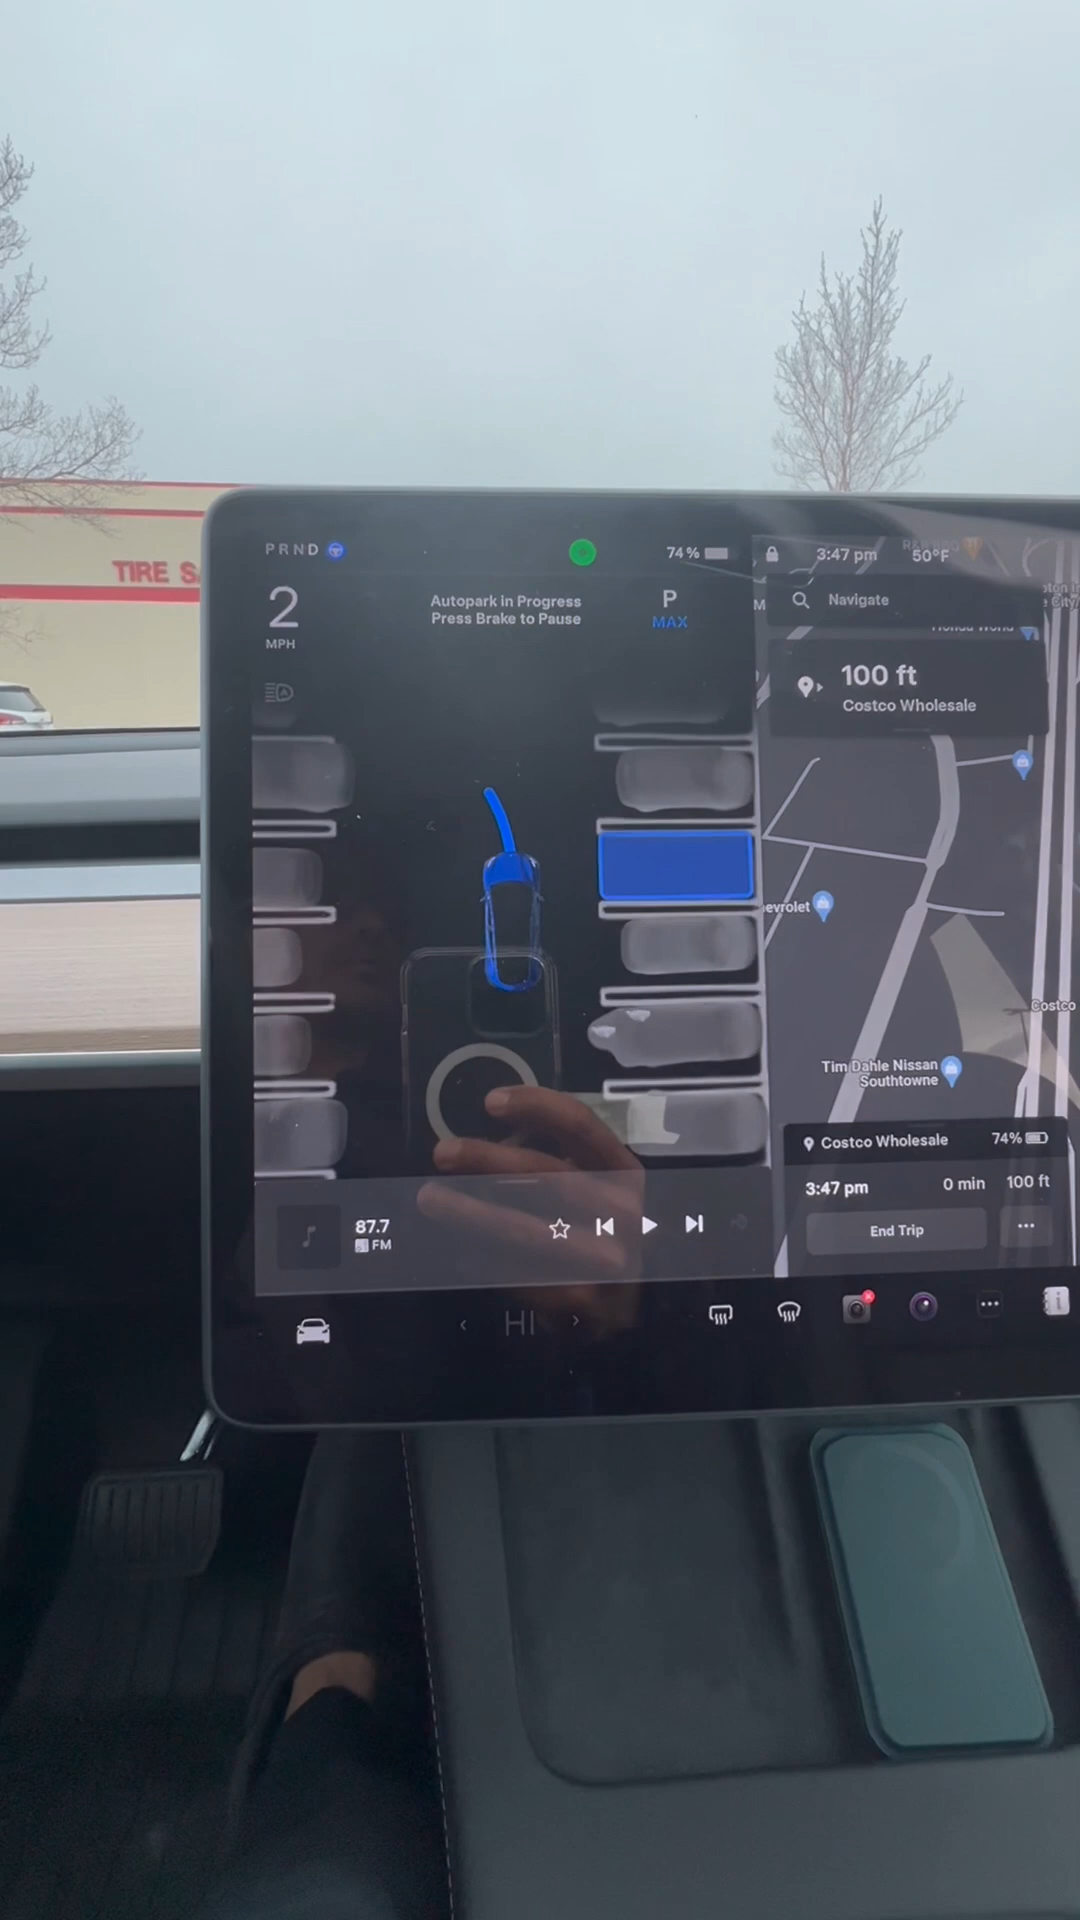 TIRE S
PRND
74%
3:47 pm
50°F
2
MPH
Autopark in Progress
Press Brake to Pause
P
MAX
Navigate
Honda World
100 ft
Costco Wholesale
evrolet
Costco
Tim Dahle Nissan
Southtowne
Costco Wholesale
74%
3:47 pm
0 min
100 ft
End Trip
87.7
FM
HI